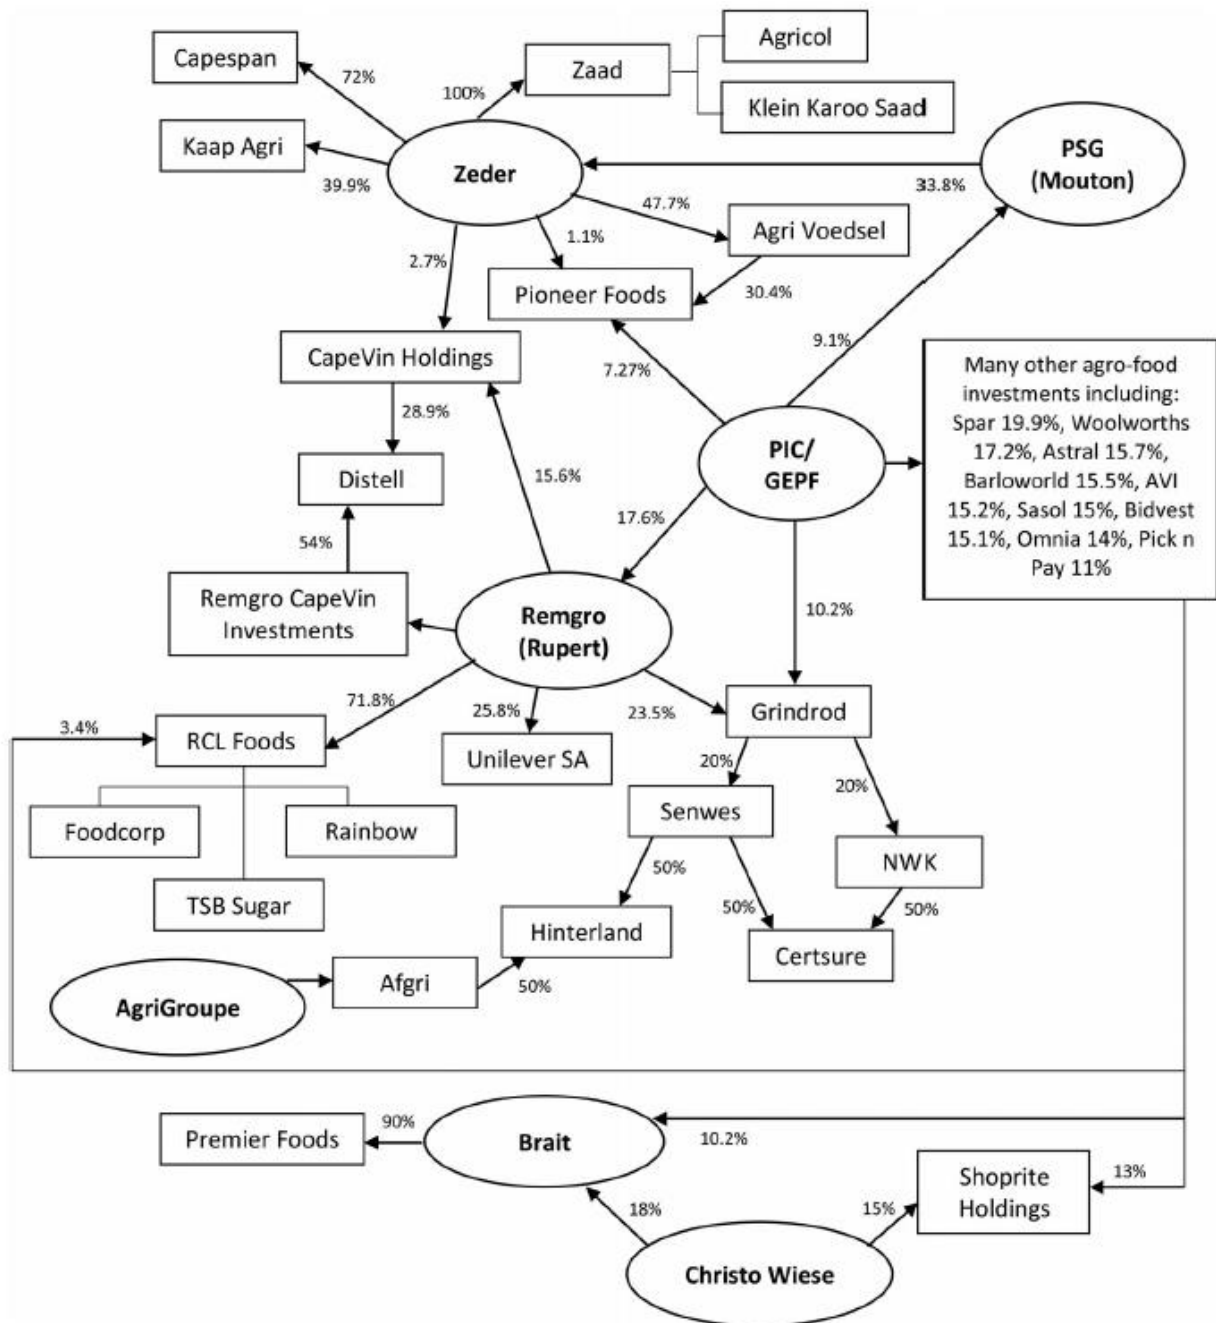 Capespan
72%
Zaad
100%
Agricol
Klein Karoo Saad
Kaap Agri
39.9%
Zeder
PSG
(Mouton)
33.8%
47.7%
Agri Voedsel
1.1%
2.7%
Pioneer Foods
30.4%
CapeVin Holdings
7.27%
9.1%
Many other agro-food
investments including:
Spar 19.9%, Woolworths
17.2%, Astral 15.7%,
Barloworld 15.5%, AVI
15.2%, Sasol 15%, Bidvest
15.1%, Omnia 14%, Pick n
Pay 11%
28.9%
Distell
15.6%
PIC/
GEPF
17.6%
54%
Remgro CapeVin
Investments
Remgro
(Rupert)
10.2%
71.8%
25.8%
23.5%
Grindrod
3.4%
RCL Foods
Unilever SA
20%
20%
Foodcorp
Rainbow
Senwes
NWK
TSB Sugar
50%
50%
50%
Hinterland
Certsure
AgriGroupe
Afgri
50%
Premier Foods
90%
Brait
10.2%
Shoprite
Holdings
13%
18%
15%
Christo Wiese